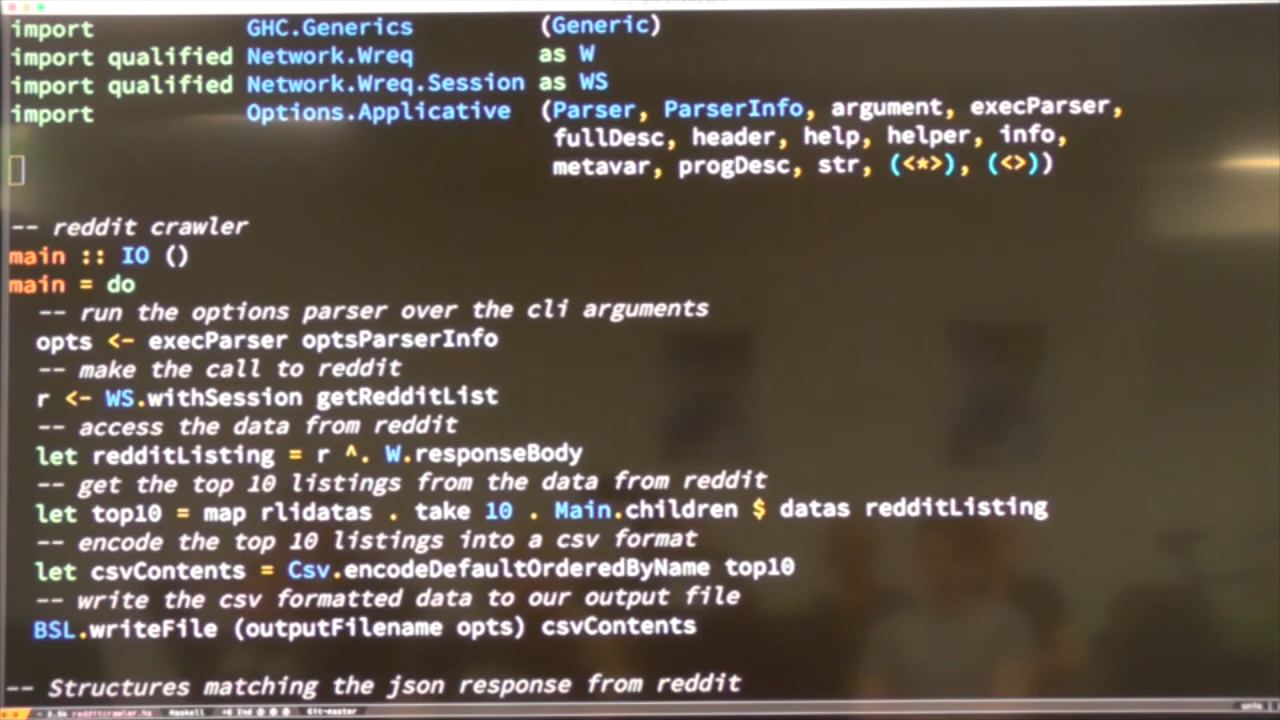 import           GHC.Generics         (Generic)
import qualified Network.Wreq         as W
import qualified Network.Wreq.Session as WS
import           Options.Applicative  (Parser, ParserInfo, argument, execParser,
                                       fullDesc, header, help, helper, info,
                                       metavar, progDesc, str, (<*>), (<>))
-- reddit crawler
main :: IO ()
main = do
  -- run the options parser over the cli arguments
  opts <- execParser optsParserInfo
  -- make the call to reddit
  r <- WS.withSession getRedditList
  -- access the data from reddit
  let redditListing = r ^. W.responseBody
  -- get the top 10 listings from the data from reddit
  let top10 = map rlidatas . take 10 . Main.children $ datas redditListing
  -- encode the top 10 listings into a csv format
  let csvContents = Csv.encodeDefaultOrderedByName top10
  -- write the csv formatted data to our output file
  BSL.writeFile (outputFilename opts) csvContents
-- Structures matching the json response from reddit
redditcrawler.hs Haskell Git-master unix